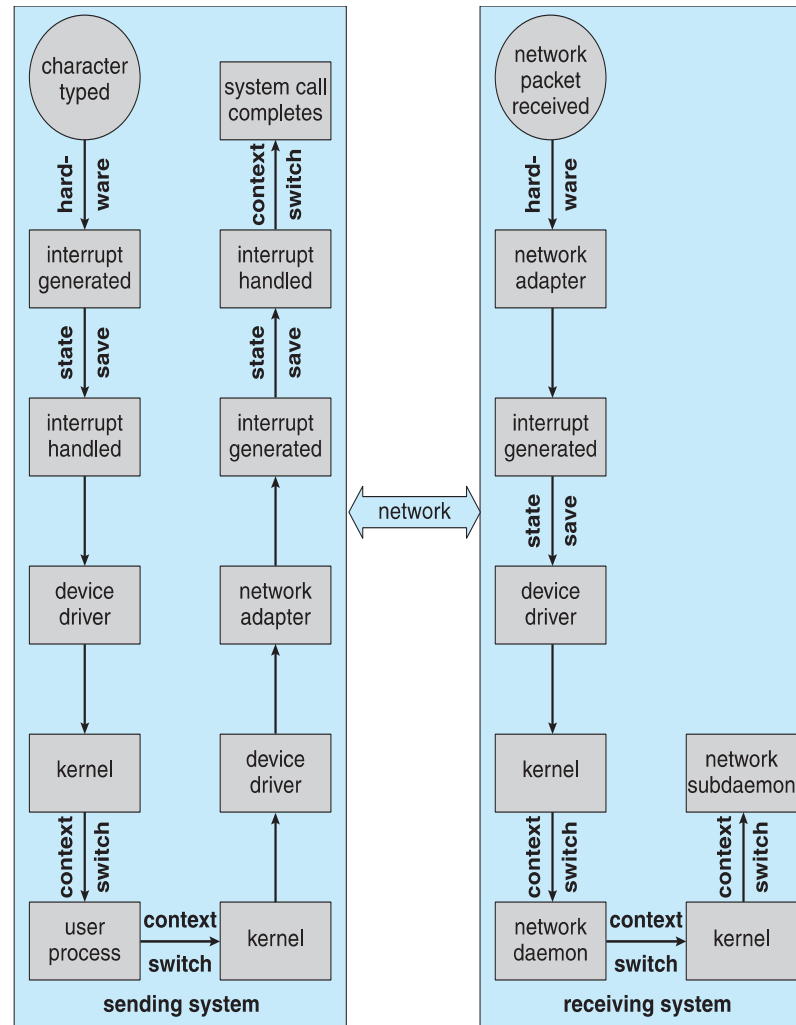 character
typed
hard-
ware
interrupt
generated
state
save
interrupt
handled
device
driver
kernel
context
switch
user
process
context
switch
kernel
device
driver
network
adapter
interrupt
generated
state
save
interrupt
handled
context
switch
system call
completes
sending system
network
network
packet
received
hard-
ware
network
adapter
interrupt
generated
state
save
device
driver
kernel
context
switch
network
daemon
context
switch
kernel
context
switch
network
subdaemon
receiving system